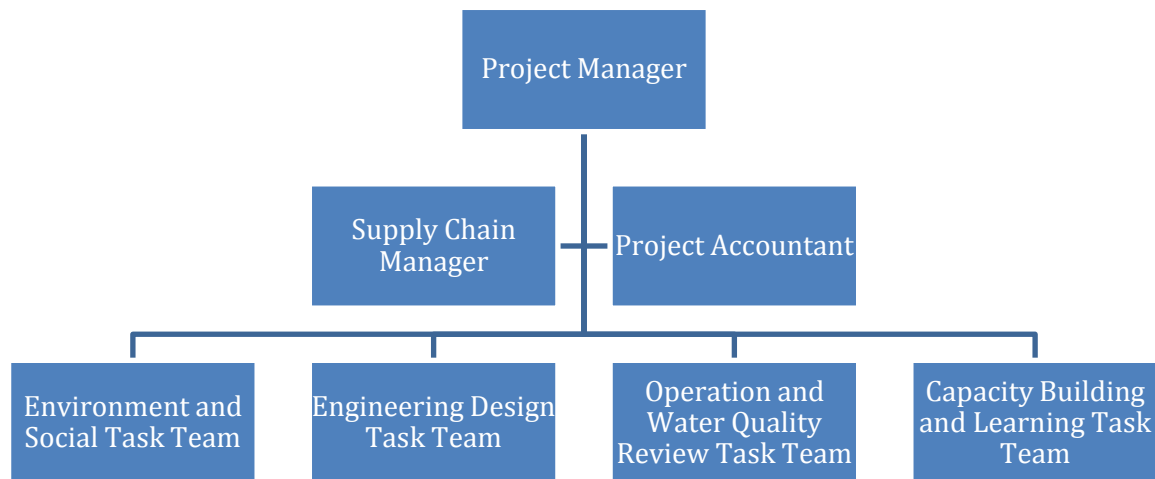 Project Manager
Supply Chain
Manager
Project Accountant
Environment and
Social Task Team
Engineering Design
Task Team
Operation and
Water Quality
Review Task Team
Capacity Building
and Learning Task
Team